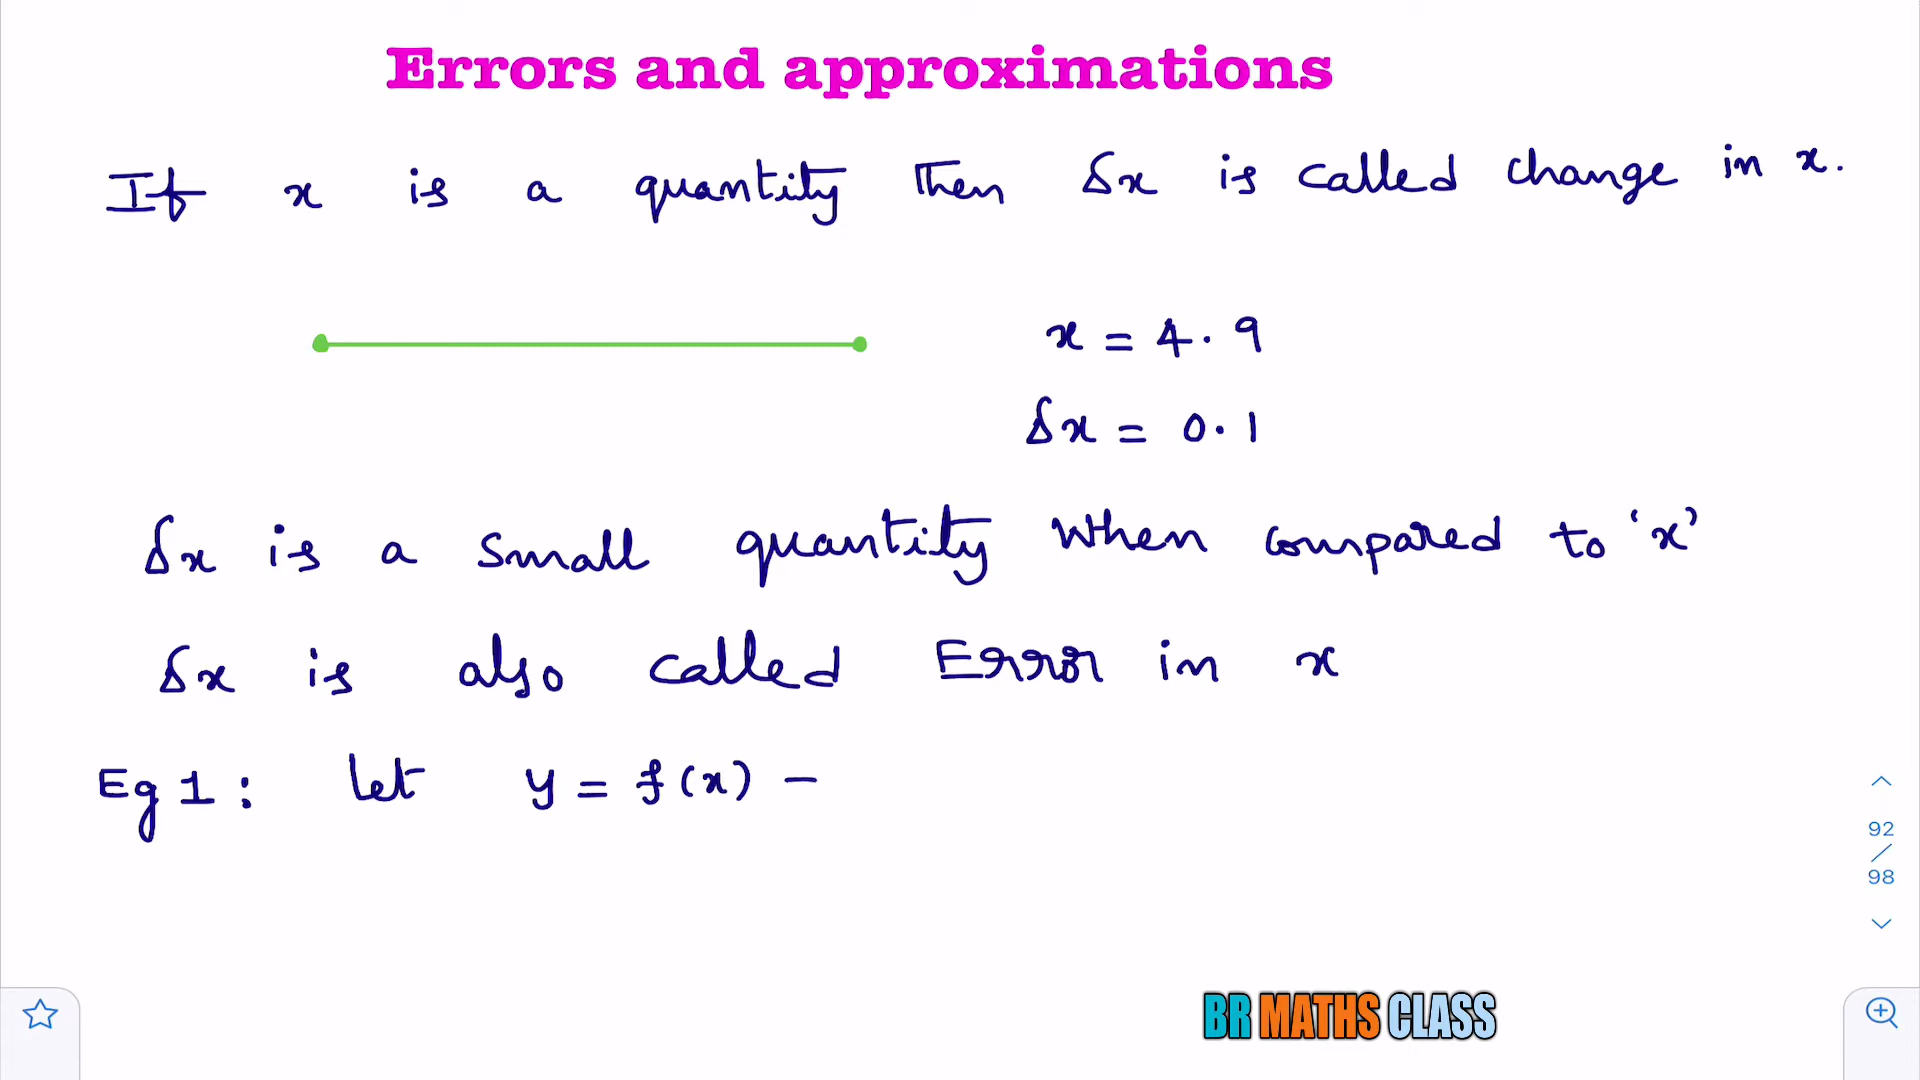 Errors and approximations
If x is a quantity then δx is called change in x.
x = 4.9
δx = 0.1
δx is a small quantity when compared to 'x'
δx is also called Error in x
Eg 1: let y = f(x) -
92
/
98
BR MATHS CLASS